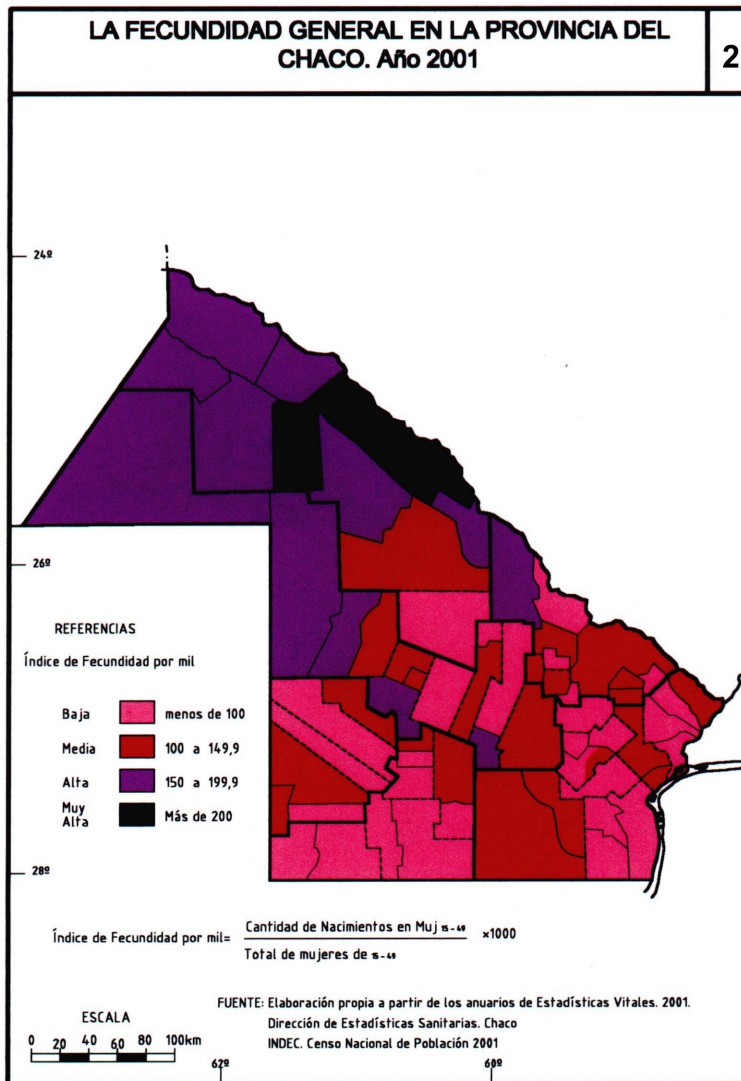 LA FECUNDIDAD GENERAL EN LA PROVINCIA DEL
CHACO. Año 2001
2
24º
26º
REFERENCIAS
Índice de Fecundidad por mil
Baja menos de 100
Media 100 a 149,9
Alta 150 a 199,9
Muy
Alta Más de 200
28º
Índice de Fecundidad por mil= Cantidad de Nacimientos en Muj 15-49 x1000
Total de mujeres de 15-49
FUENTE: Elaboración propia a partir de los anuarios de Estadísticas Vitales. 2001.
Dirección de Estadísticas Sanitarias. Chaco
INDEC. Censo Nacional de Población 2001
ESCALA
0 20 40 60 80 100km
62º 60º